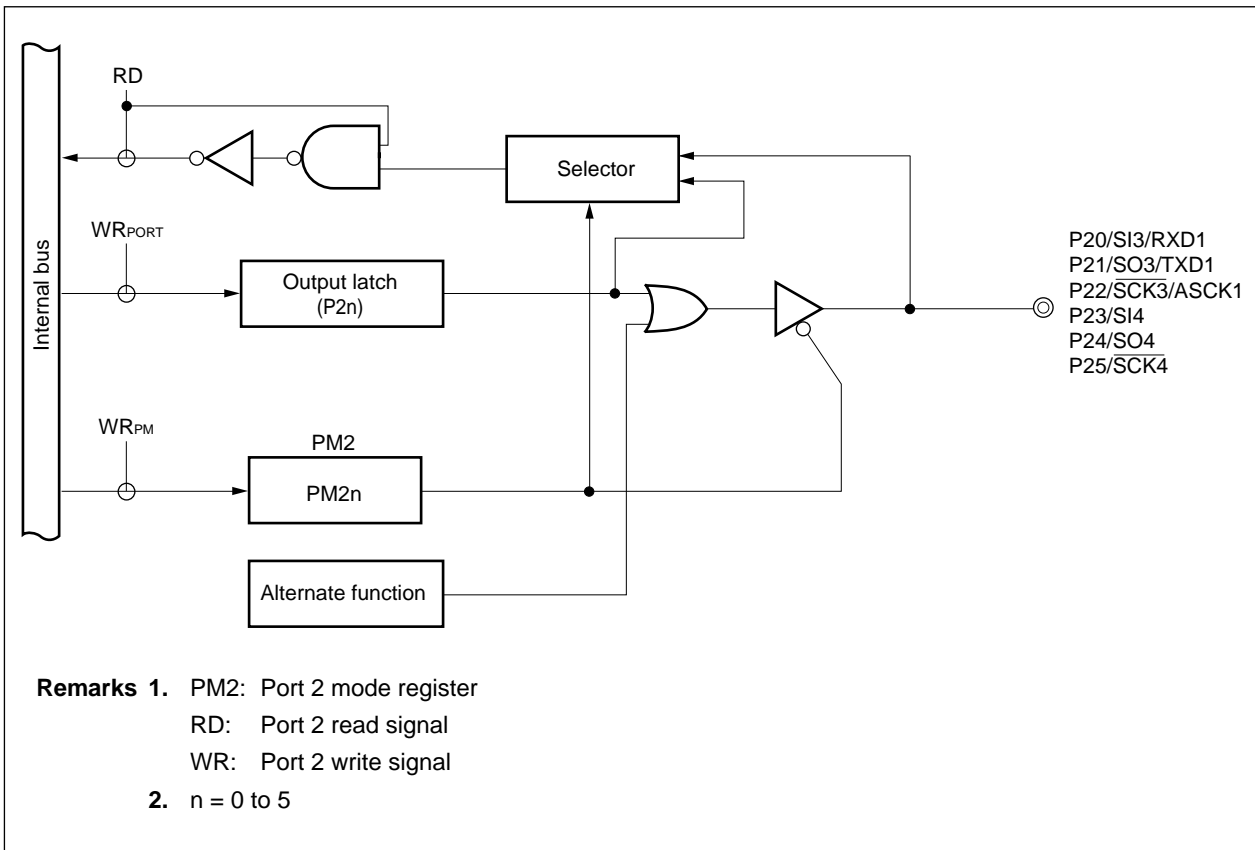 RD
Selector
WRPORT
Internal bus
Output latch
(P2n)
P20/SI3/RXD1
P21/SO3/TXD1
P22/S̅C̅K̅3̅/ASCK1
P23/SI4
P24/SO4
P25/S̅C̅K̅4̅
WRPM
PM2
PM2n
Alternate function
Remarks 1. PM2: Port 2 mode register
RD: Port 2 read signal
WR: Port 2 write signal
2. n = 0 to 5